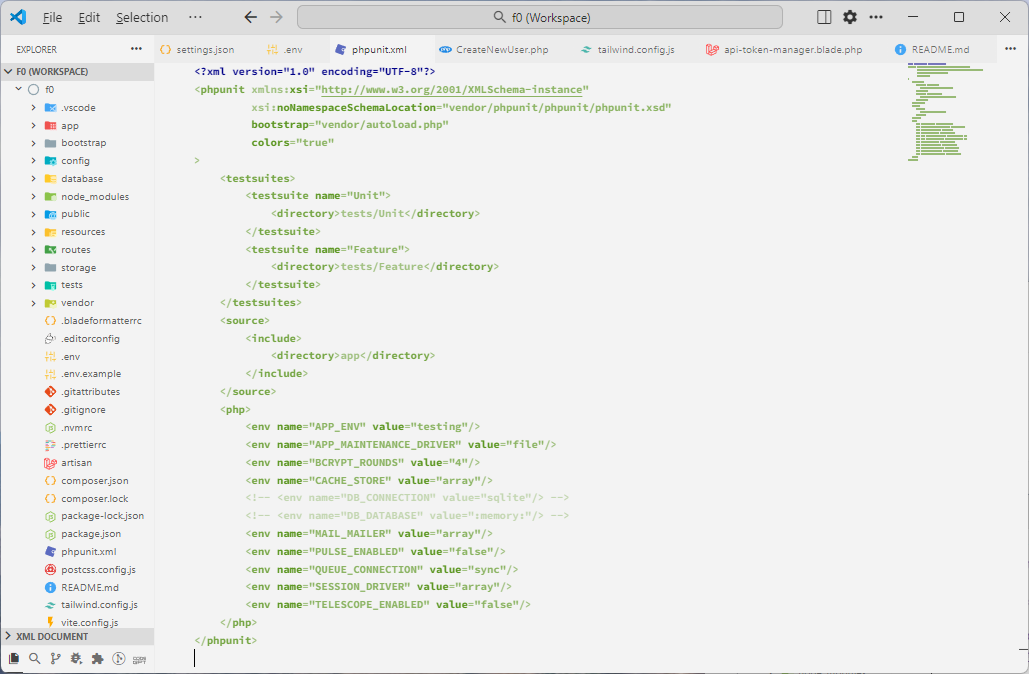 File Edit Selection ··· f0 (Workspace)
EXPLORER ··· settings.json .env phpunit.xml CreateNewUser.php tailwind.config.js api-token-manager.blade.php README.md ···
F0 (WORKSPACE)
f0
.vscode
app
bootstrap
config
database
node_modules
public
resources
routes
storage
tests
vendor
.bladeformatterrc
.editorconfig
.env
.env.example
.gitattributes
.gitignore
.nvmrc
.prettierrc
artisan
composer.json
composer.lock
package-lock.json
package.json
phpunit.xml
postcss.config.js
README.md
tailwind.config.js
vite.config.js
XML DOCUMENT
<?xml version="1.0" encoding="UTF-8"?>
<phpunit xmlns:xsi="http://www.w3.org/2001/XMLSchema-instance"
xsi:noNamespaceSchemaLocation="vendor/phpunit/phpunit/phpunit.xsd"
bootstrap="vendor/autoload.php"
colors="true"
>
<testsuites>
<testsuite name="Unit">
<directory>tests/Unit</directory>
</testsuite>
<testsuite name="Feature">
<directory>tests/Feature</directory>
</testsuite>
</testsuites>
<source>
<include>
<directory>app</directory>
</include>
</source>
<php>
<env name="APP_ENV" value="testing"/>
<env name="APP_MAINTENANCE_DRIVER" value="file"/>
<env name="BCRYPT_ROUNDS" value="4"/>
<env name="CACHE_STORE" value="array"/>
<!-- <env name="DB_CONNECTION" value="sqlite"/> -->
<!-- <env name="DB_DATABASE" value=":memory:"/> -->
<env name="MAIL_MAILER" value="array"/>
<env name="PULSE_ENABLED" value="false"/>
<env name="QUEUE_CONNECTION" value="sync"/>
<env name="SESSION_DRIVER" value="array"/>
<env name="TELESCOPE_ENABLED" value="false"/>
</php>
</phpunit>